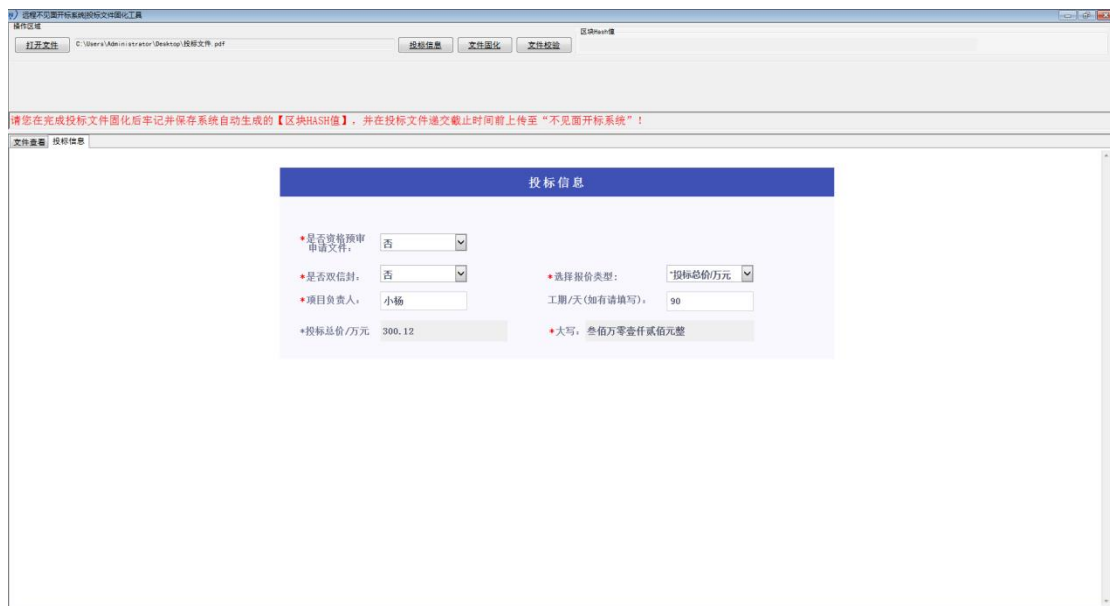 远程不见面开标系统|投标文件固化工具
操作区域
打开文件 C:\Users\Administrator\Desktop\投标文件.pdf 投标信息 文件固化 文件校验
区块Hash值
请您在完成投标文件固化后牢记并保存系统自动生成的【区块HASH值】，并在投标文件递交截止时间前上传至“不见面开标系统”！
文件查看 投标信息
投标信息
*是否资格预审
申请文件： 否
*是否双信封： 否 *选择报价类型： *投标总价/万元
*项目负责人： 小杨 工期/天(如有请填写)： 90
*投标总价/万元 300.12 *大写： 叁佰万零壹仟贰佰元整